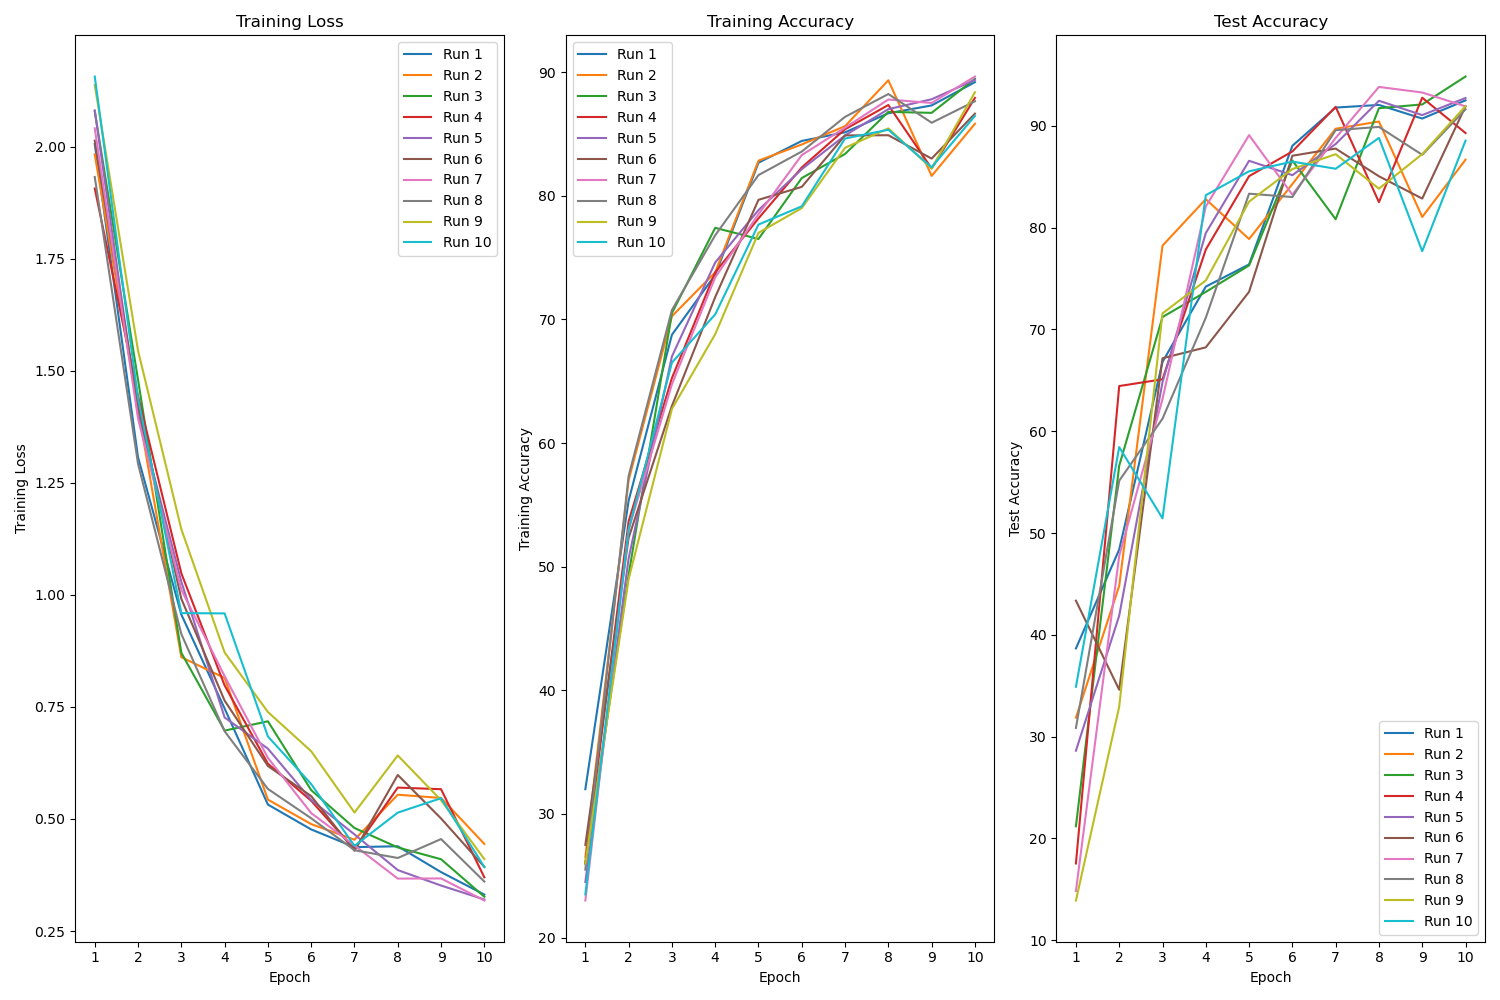 Training Loss
Training Loss
2.00
1.75
1.50
1.25
1.00
0.75
0.50
0.25
1 2 3 4 5 6 7 8 9 10
Epoch
Run 1
Run 2
Run 3
Run 4
Run 5
Run 6
Run 7
Run 8
Run 9
Run 10
Training Accuracy
Training Accuracy
90
80
70
60
50
40
30
20
1 2 3 4 5 6 7 8 9 10
Epoch
Run 1
Run 2
Run 3
Run 4
Run 5
Run 6
Run 7
Run 8
Run 9
Run 10
Test Accuracy
Test Accuracy
90
80
70
60
50
40
30
20
10
1 2 3 4 5 6 7 8 9 10
Epoch
Run 1
Run 2
Run 3
Run 4
Run 5
Run 6
Run 7
Run 8
Run 9
Run 10